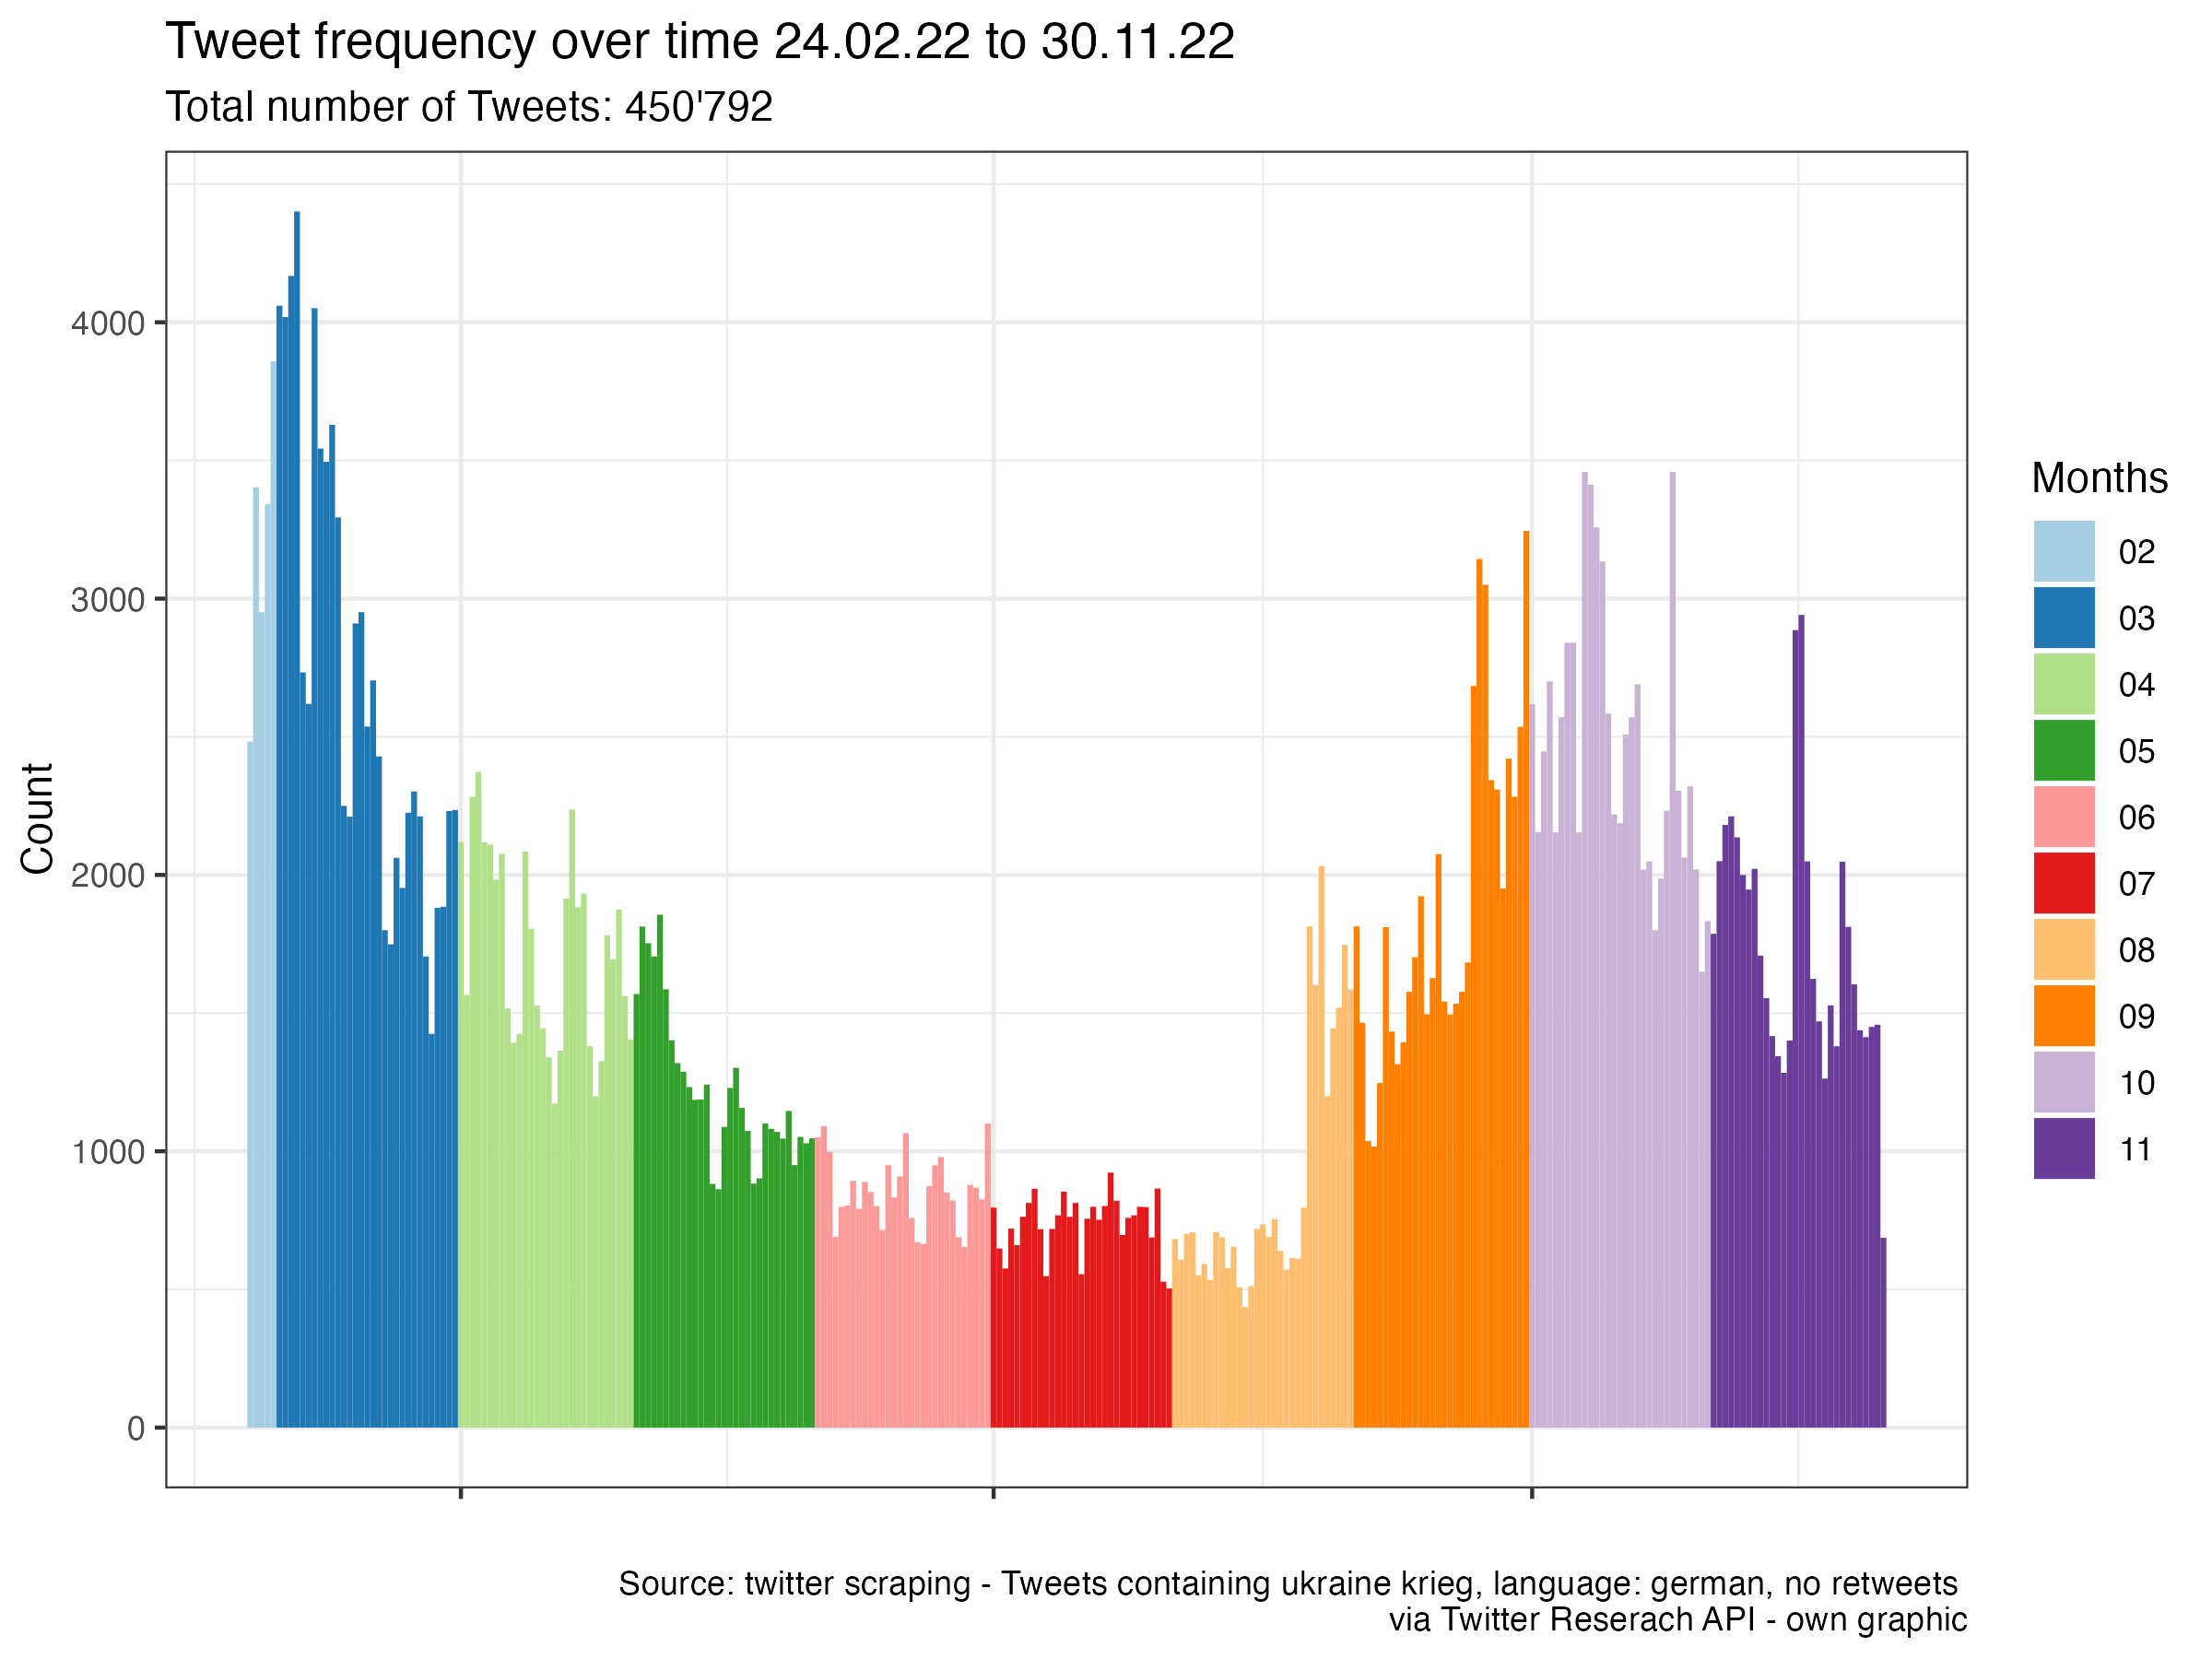 Tweet frequency over time 24.02.22 to 30.11.22
Total number of Tweets: 450'792
Count
4000
3000
2000
1000
0
Months
02
03
04
05
06
07
08
09
10
11
Source: twitter scraping - Tweets containing ukraine krieg, language: german, no retweets
via Twitter Reserach API - own graphic